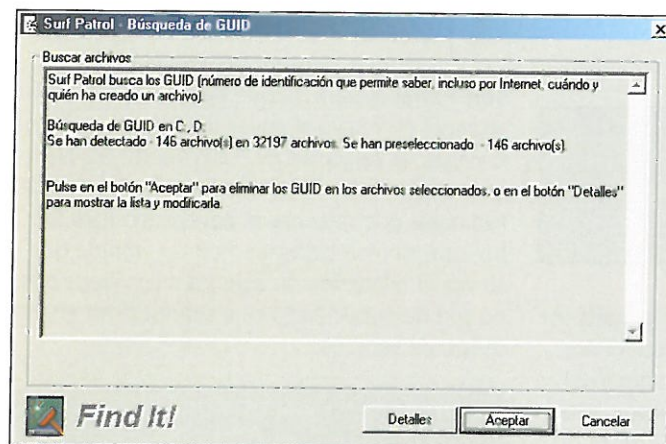 Surf Patrol - Búsqueda de GUID
Buscar archivos
Surf Patrol busca los GUID (número de identificación que permite saber, incluso por Internet, cuándo y
quién ha creado un archivo).
Búsqueda de GUID en C:, D:
Se han detectado - 146 archivo(s) en 32197 archivos. Se han preseleccionado - 146 archivo(s)
Pulse en el botón "Aceptar" para eliminar los GUID en los archivos seleccionados, o en el botón "Detalles"
para mostrar la lista y modificarla.
Find It!
Detalles
Aceptar
Cancelar